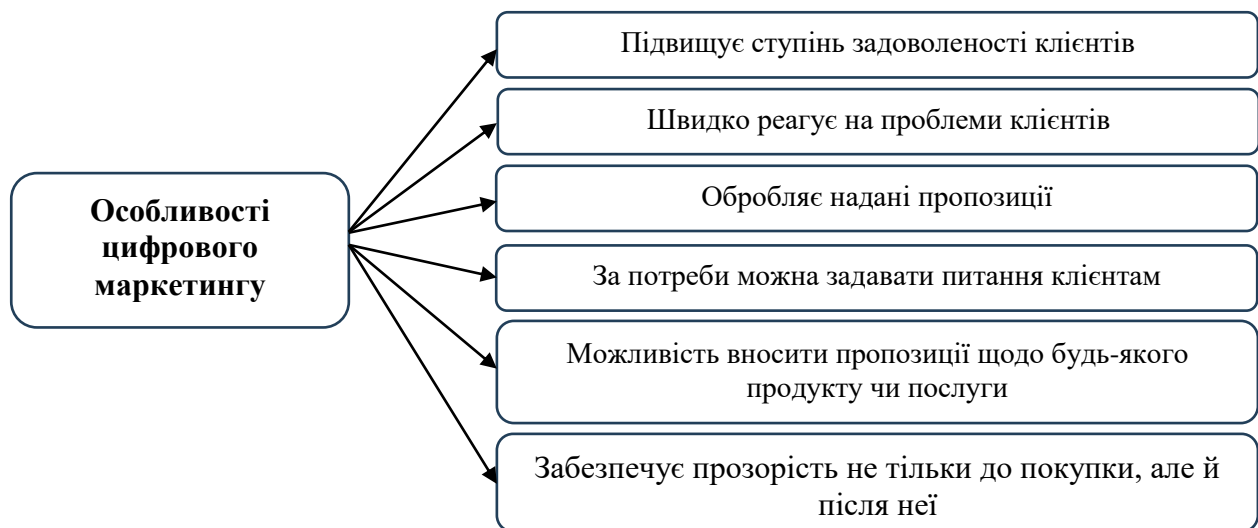 Особливості
цифрового
маркетингу
Підвищує ступінь задоволеності клієнтів
Швидко реагує на проблеми клієнтів
Обробляє надані пропозиції
За потреби можна задавати питання клієнтам
Можливість вносити пропозиції щодо будь-якого
продукту чи послуги
Забезпечує прозорість не тільки до покупки, але й
після неї